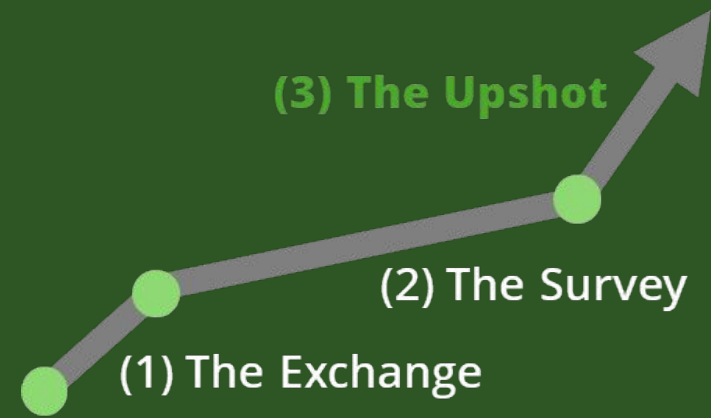 (3) The Upshot
(2) The Survey
(1) The Exchange